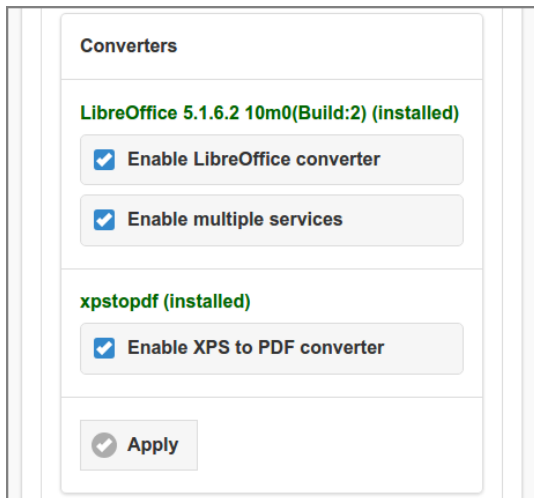 Converters
LibreOffice 5.1.6.2 10m0(Build:2) (installed)
Enable LibreOffice converter
Enable multiple services
xpstopdf (installed)
Enable XPS to PDF converter
Apply